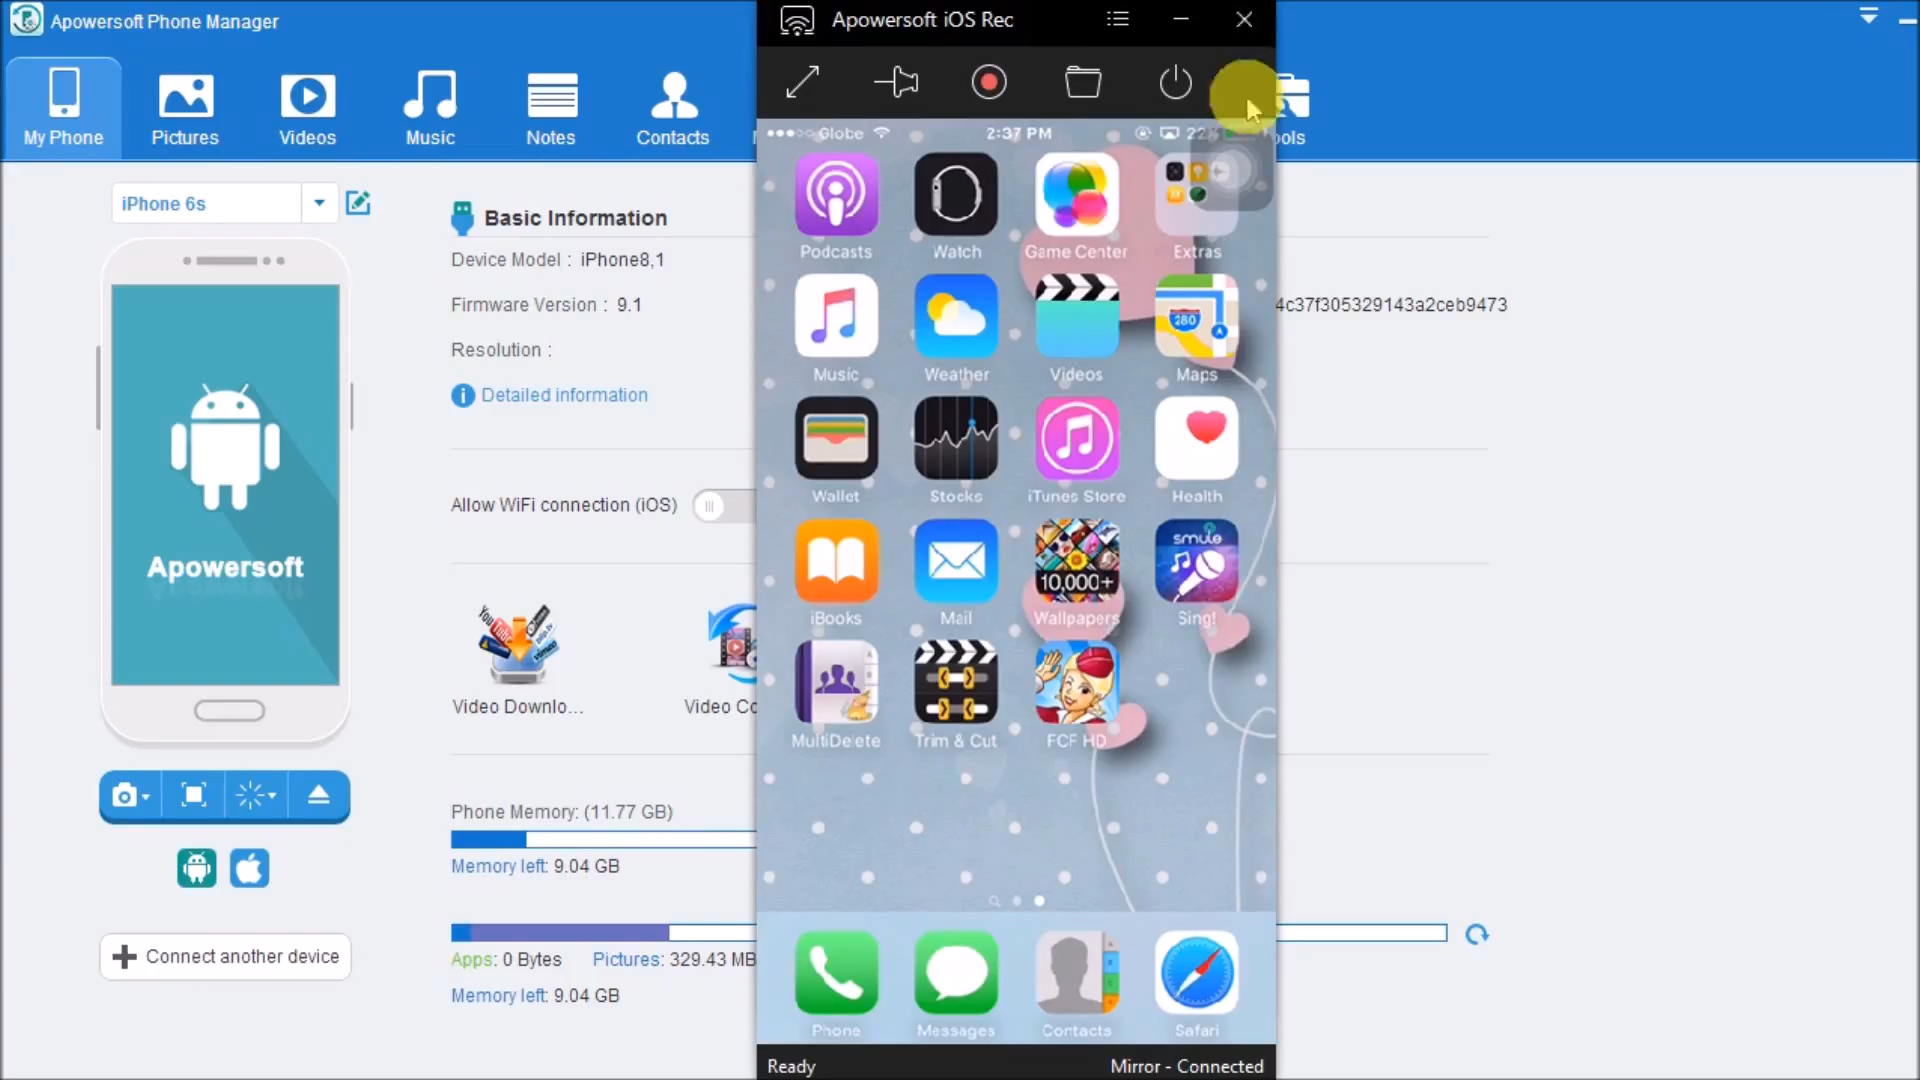 Apowersoft Phone Manager
My Phone
Pictures
Videos
Music
Notes
Contacts
ools
iPhone 6s
Apowersoft
Connect another device
Basic Information
Device Model : iPhone8,1
Firmware Version : 9.1
4c37f305329143a2ceb9473
Resolution :
Detailed information
Allow WiFi connection (iOS)
Video Downlo...
Video Co
Phone Memory: (11.77 GB)
Memory left: 9.04 GB
Apps: 0 Bytes Pictures: 329.43 MB
Memory left: 9.04 GB
Apowersoft iOS Rec
Globe 2:37 PM 22
Podcasts Watch Game Center Extras
280
Music Weather Videos Maps
Wallet Stocks iTunes Store Health
10,000+
smule
iBooks Mail Wallpapers Sing!
MultiDelete Trim & Cut FCF HD
Phone Messages Contacts Safari
Ready Mirror - Connected